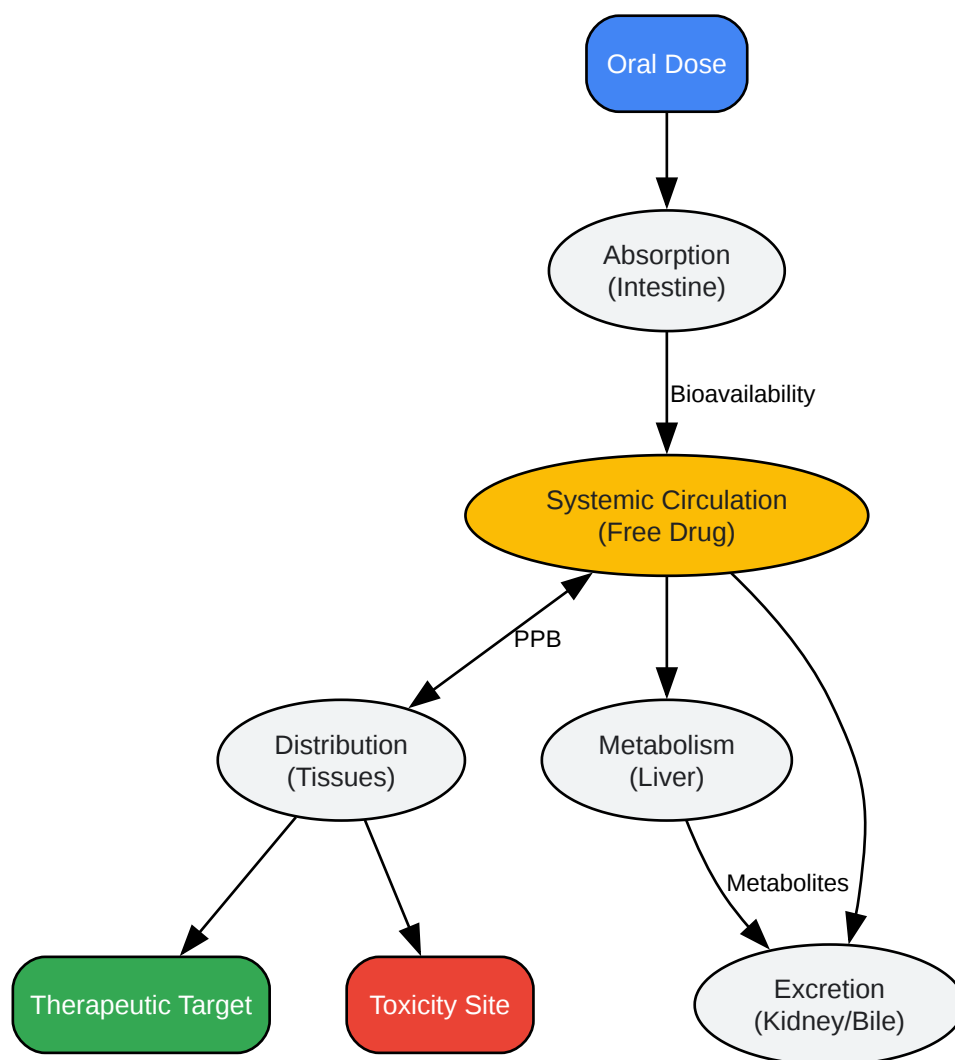 Oral Dose
Absorption
(Intestine)
Bioavailability
Systemic Circulation
(Free Drug)
PPB
Distribution
(Tissues)
Metabolism
(Liver)
Metabolites
Therapeutic Target
Toxicity Site
Excretion
(Kidney/Bile)